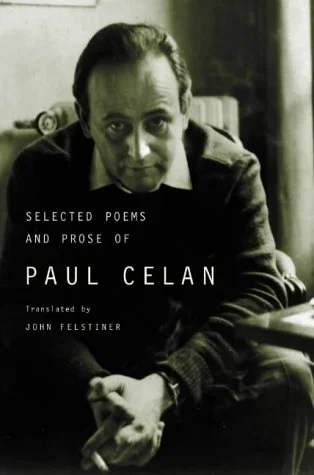 SELECTED POEMS
AND PROSE OF
PAUL CELAN
Translated by
JOHN FELSTINER